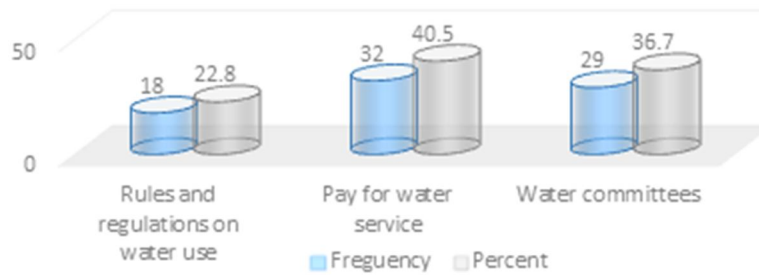 50
0
18
22.8
32
40.5
29
36.7
Rules and
regulations on
water use
Pay for water
service
Water committees
Freguency
Percent